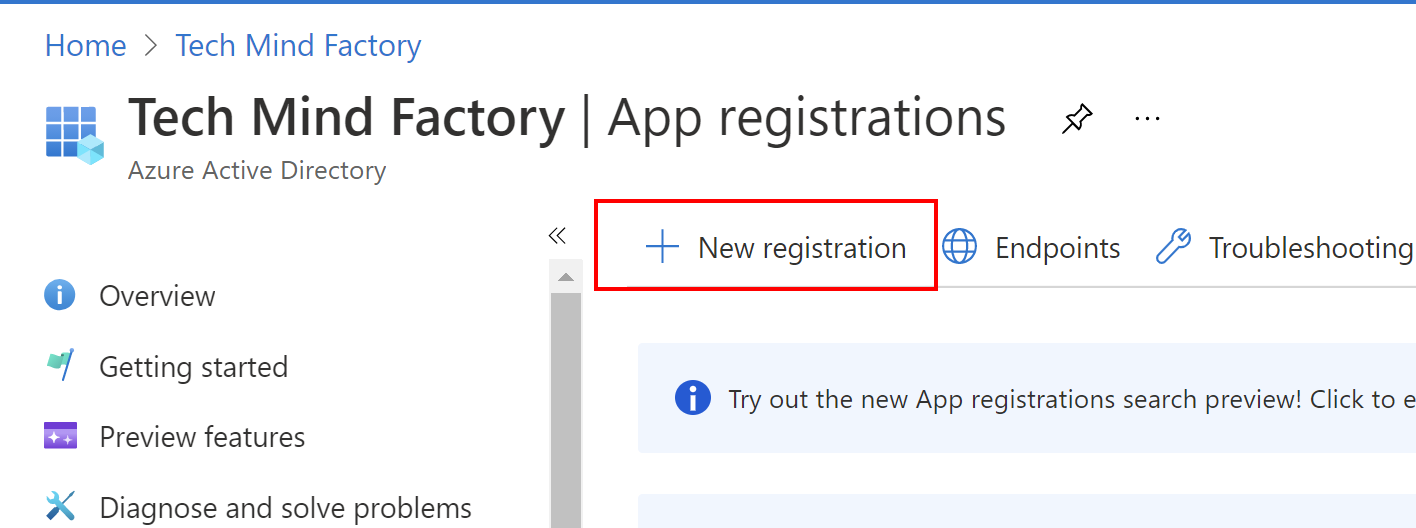 Home > Tech Mind Factory
Tech Mind Factory | App registrations
Azure Active Directory
New registration
Endpoints
Troubleshooting
Overview
Getting started
Preview features
Diagnose and solve problems
Try out the new App registrations search preview! Click to e